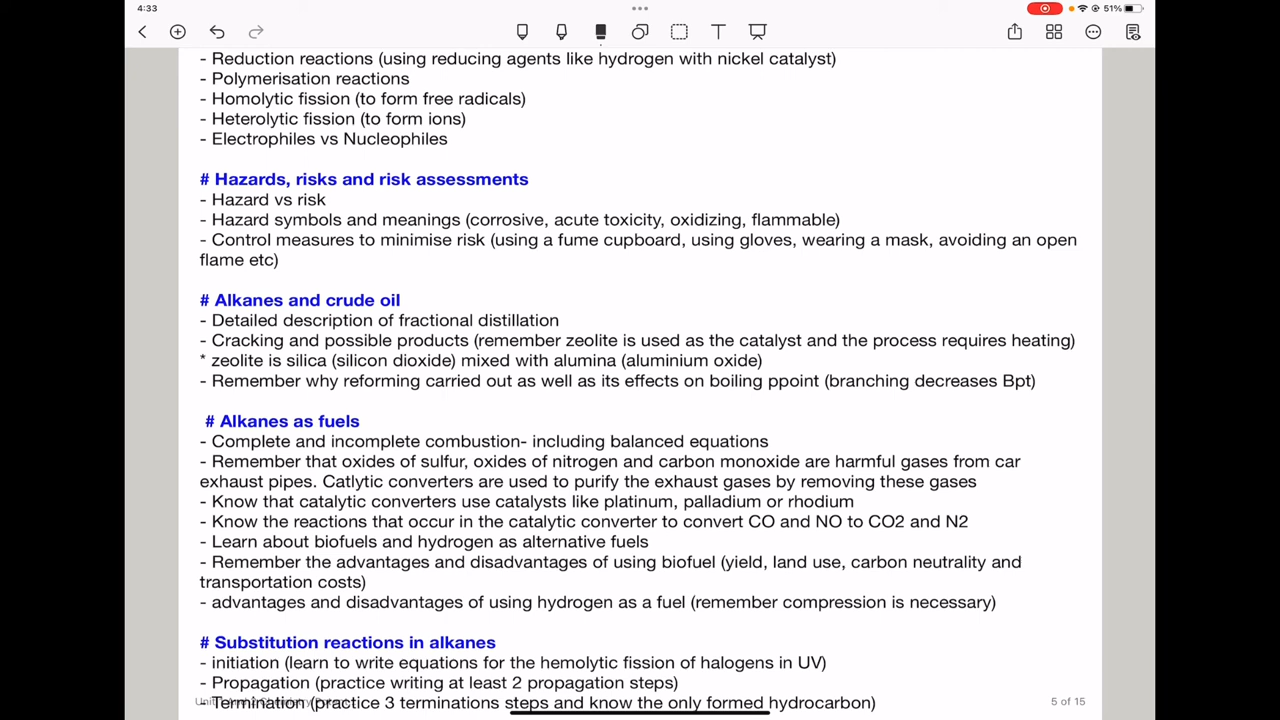 4:33
51%
- Reduction reactions (using reducing agents like hydrogen with nickel catalyst)
- Polymerisation reactions
- Homolytic fission (to form free radicals)
- Heterolytic fission (to form ions)
- Electrophiles vs Nucleophiles
# Hazards, risks and risk assessments
- Hazard vs risk
- Hazard symbols and meanings (corrosive, acute toxicity, oxidizing, flammable)
- Control measures to minimise risk (using a fume cupboard, using gloves, wearing a mask, avoiding an open
flame etc)
# Alkanes and crude oil
- Detailed description of fractional distillation
- Cracking and possible products (remember zeolite is used as the catalyst and the process requires heating)
* zeolite is silica (silicon dioxide) mixed with alumina (aluminium oxide)
- Remember why reforming carried out as well as its effects on boiling ppoint (branching decreases Bpt)
# Alkanes as fuels
- Complete and incomplete combustion- including balanced equations
- Remember that oxides of sulfur, oxides of nitrogen and carbon monoxide are harmful gases from car
exhaust pipes. Catlytic converters are used to purify the exhaust gases by removing these gases
- Know that catalytic converters use catalysts like platinum, palladium or rhodium
- Know the reactions that occur in the catalytic converter to convert CO and NO to CO2 and N2
- Learn about biofuels and hydrogen as alternative fuels
- Remember the advantages and disadvantages of using biofuel (yield, land use, carbon neutrality and
transportation costs)
- advantages and disadvantages of using hydrogen as a fuel (remember compression is necessary)
# Substitution reactions in alkanes
- initiation (learn to write equations for the hemolytic fission of halogens in UV)
- Propagation (practice writing at least 2 propagation steps)
- Termination (practice 3 terminations steps and know the only formed hydrocarbon)
5 of 15